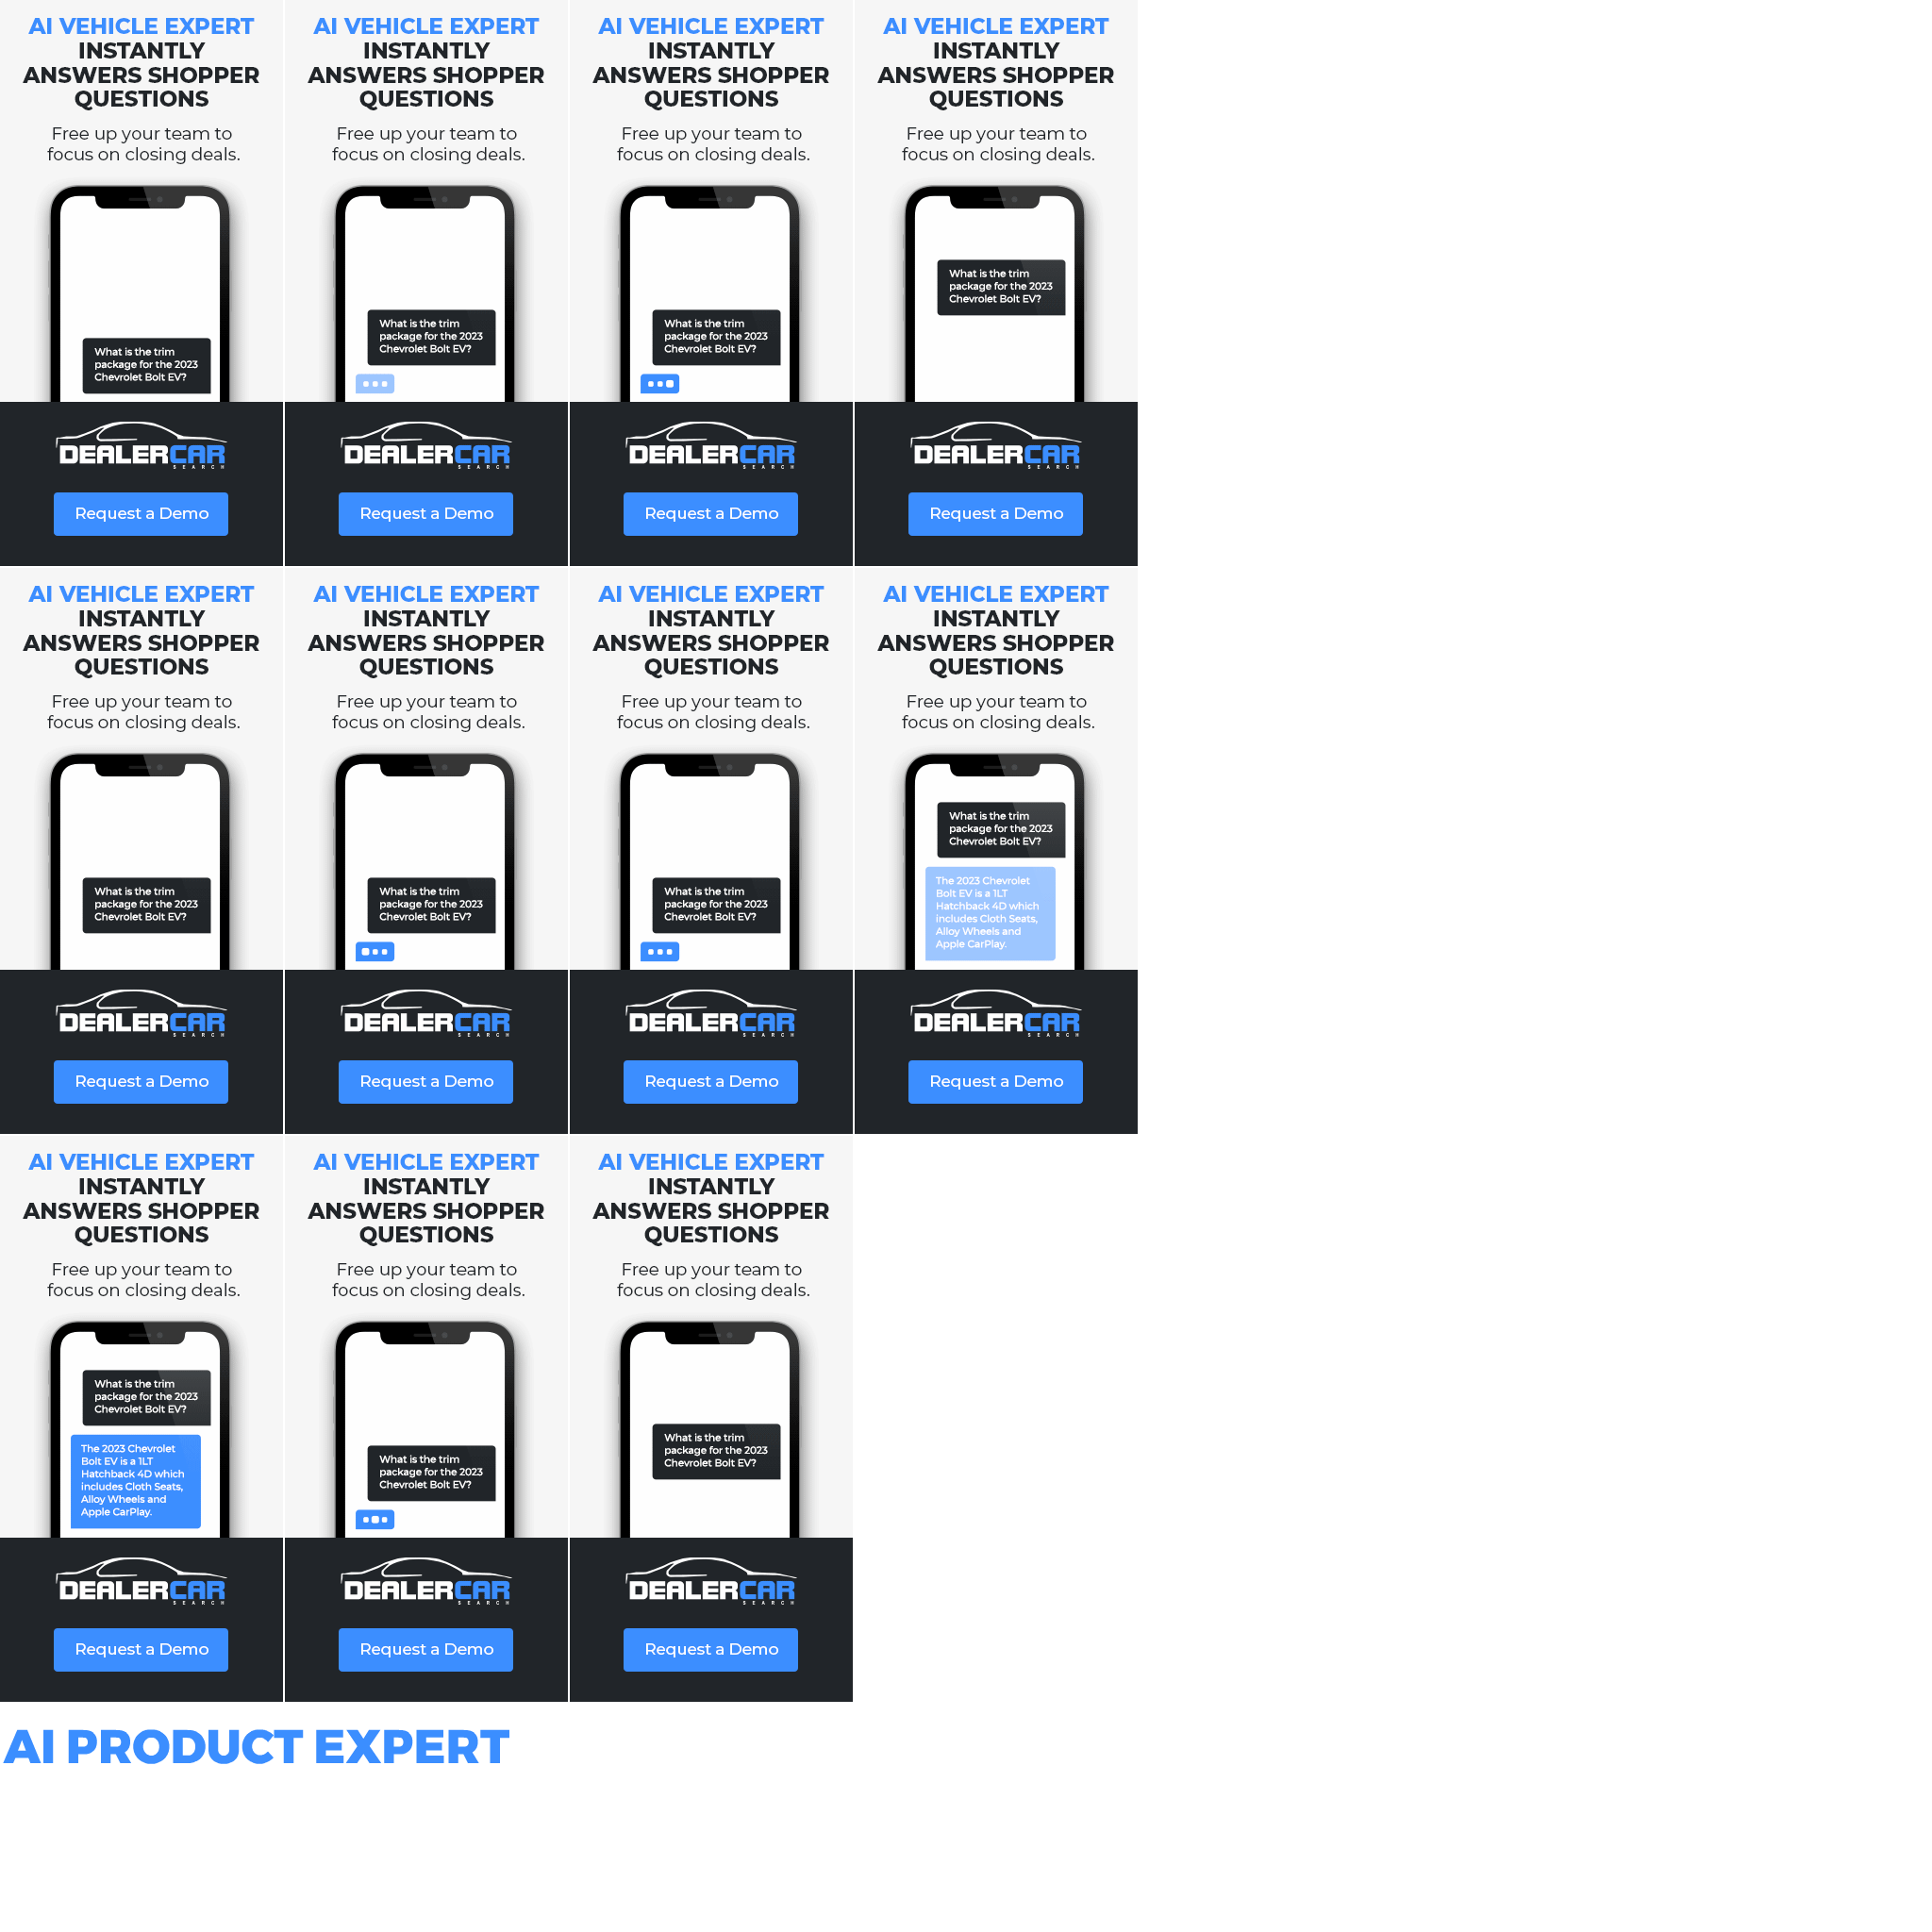 AI VEHICLE EXPERT
INSTANTLY
ANSWERS SHOPPER
QUESTIONS
Free up your team to
focus on closing deals.
What is the trim
package for the 2023
Chevrolet Bolt EV?
DEALERCAR
SEARCH
Request a Demo
AI VEHICLE EXPERT
INSTANTLY
ANSWERS SHOPPER
QUESTIONS
Free up your team to
focus on closing deals.
What is the trim
package for the 2023
Chevrolet Bolt EV?
DEALERCAR
SEARCH
Request a Demo
AI VEHICLE EXPERT
INSTANTLY
ANSWERS SHOPPER
QUESTIONS
Free up your team to
focus on closing deals.
What is the trim
package for the 2023
Chevrolet Bolt EV?
DEALERCAR
SEARCH
Request a Demo
AI VEHICLE EXPERT
INSTANTLY
ANSWERS SHOPPER
QUESTIONS
Free up your team to
focus on closing deals.
What is the trim
package for the 2023
Chevrolet Bolt EV?
DEALERCAR
SEARCH
Request a Demo
AI VEHICLE EXPERT
INSTANTLY
ANSWERS SHOPPER
QUESTIONS
Free up your team to
focus on closing deals.
What is the trim
package for the 2023
Chevrolet Bolt EV?
DEALERCAR
SEARCH
Request a Demo
AI VEHICLE EXPERT
INSTANTLY
ANSWERS SHOPPER
QUESTIONS
Free up your team to
focus on closing deals.
What is the trim
package for the 2023
Chevrolet Bolt EV?
DEALERCAR
SEARCH
Request a Demo
AI VEHICLE EXPERT
INSTANTLY
ANSWERS SHOPPER
QUESTIONS
Free up your team to
focus on closing deals.
What is the trim
package for the 2023
Chevrolet Bolt EV?
DEALERCAR
SEARCH
Request a Demo
AI VEHICLE EXPERT
INSTANTLY
ANSWERS SHOPPER
QUESTIONS
Free up your team to
focus on closing deals.
What is the trim
package for the 2023
Chevrolet Bolt EV?
The 2023 Chevrolet
Bolt EV is a 1LT
Hatchback 4D which
includes Cloth Seats,
Alloy Wheels and
Apple CarPlay.
DEALERCAR
SEARCH
Request a Demo
AI VEHICLE EXPERT
INSTANTLY
ANSWERS SHOPPER
QUESTIONS
Free up your team to
focus on closing deals.
What is the trim
package for the 2023
Chevrolet Bolt EV?
The 2023 Chevrolet
Bolt EV is a 1LT
Hatchback 4D which
includes Cloth Seats,
Alloy Wheels and
Apple CarPlay.
DEALERCAR
SEARCH
Request a Demo
AI VEHICLE EXPERT
INSTANTLY
ANSWERS SHOPPER
QUESTIONS
Free up your team to
focus on closing deals.
What is the trim
package for the 2023
Chevrolet Bolt EV?
DEALERCAR
SEARCH
Request a Demo
AI VEHICLE EXPERT
INSTANTLY
ANSWERS SHOPPER
QUESTIONS
Free up your team to
focus on closing deals.
What is the trim
package for the 2023
Chevrolet Bolt EV?
DEALERCAR
SEARCH
Request a Demo
AI PRODUCT EXPERT